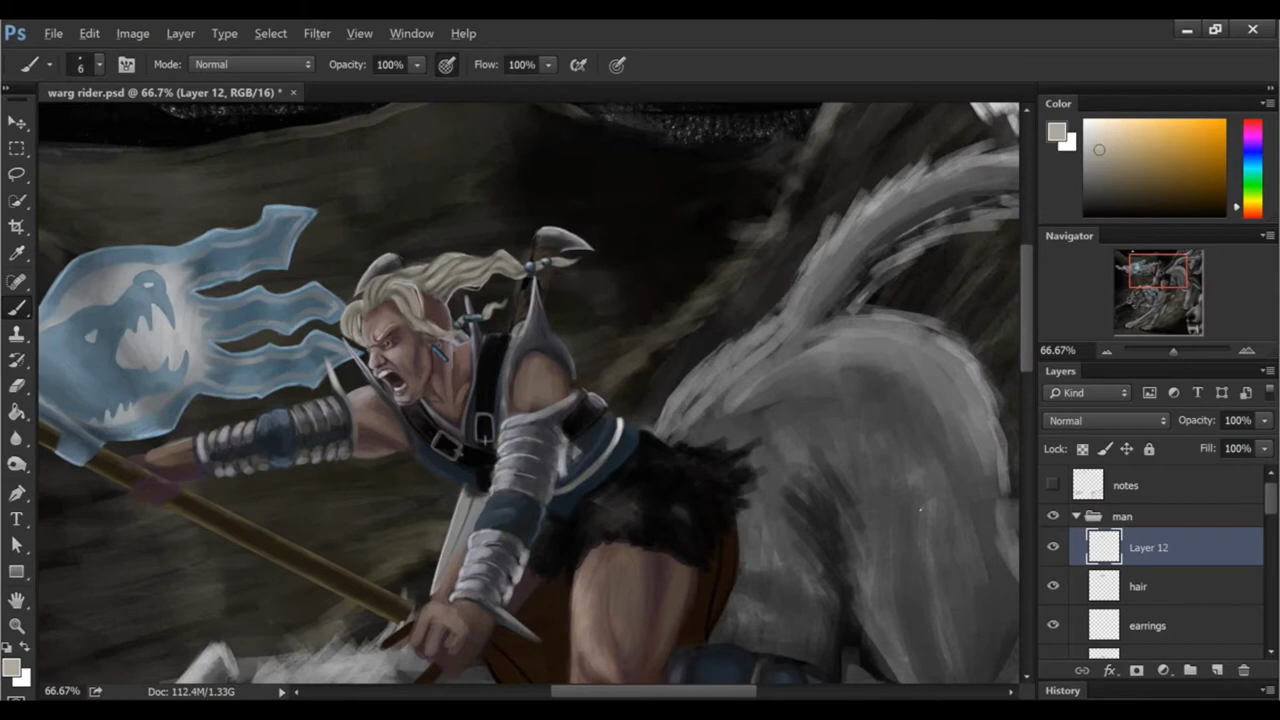 Ps File Edit Image Layer Type Select Filter View Window Help
6 Mode: Normal Opacity: 100% Flow: 100%
warg rider.psd @ 66.7% (Layer 12, RGB/16) * ×
Color
Navigator
66.67%
Layers
Kind
Normal Opacity: 100%
Lock: Fill: 100%
notes
man
Layer 12
hair
earrings
66.67% Doc: 112.4M/1.33G
History